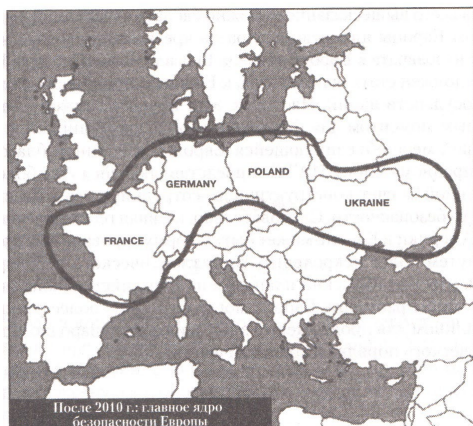 GERMANY
POLAND
UKRAINE
FRANCE
После 2010 г.: главное ядро
безопасности Европы